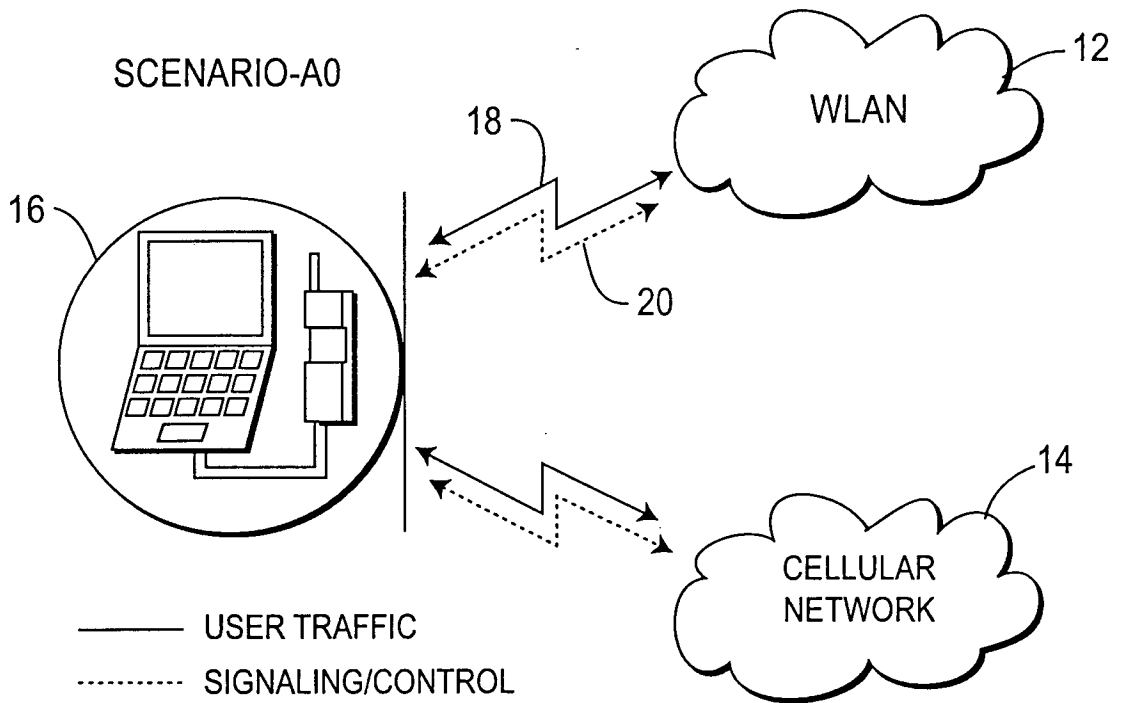 SCENARIO-A0
12
WLAN
18
16
20
14
CELLULAR
NETWORK
USER TRAFFIC
SIGNALING/CONTROL